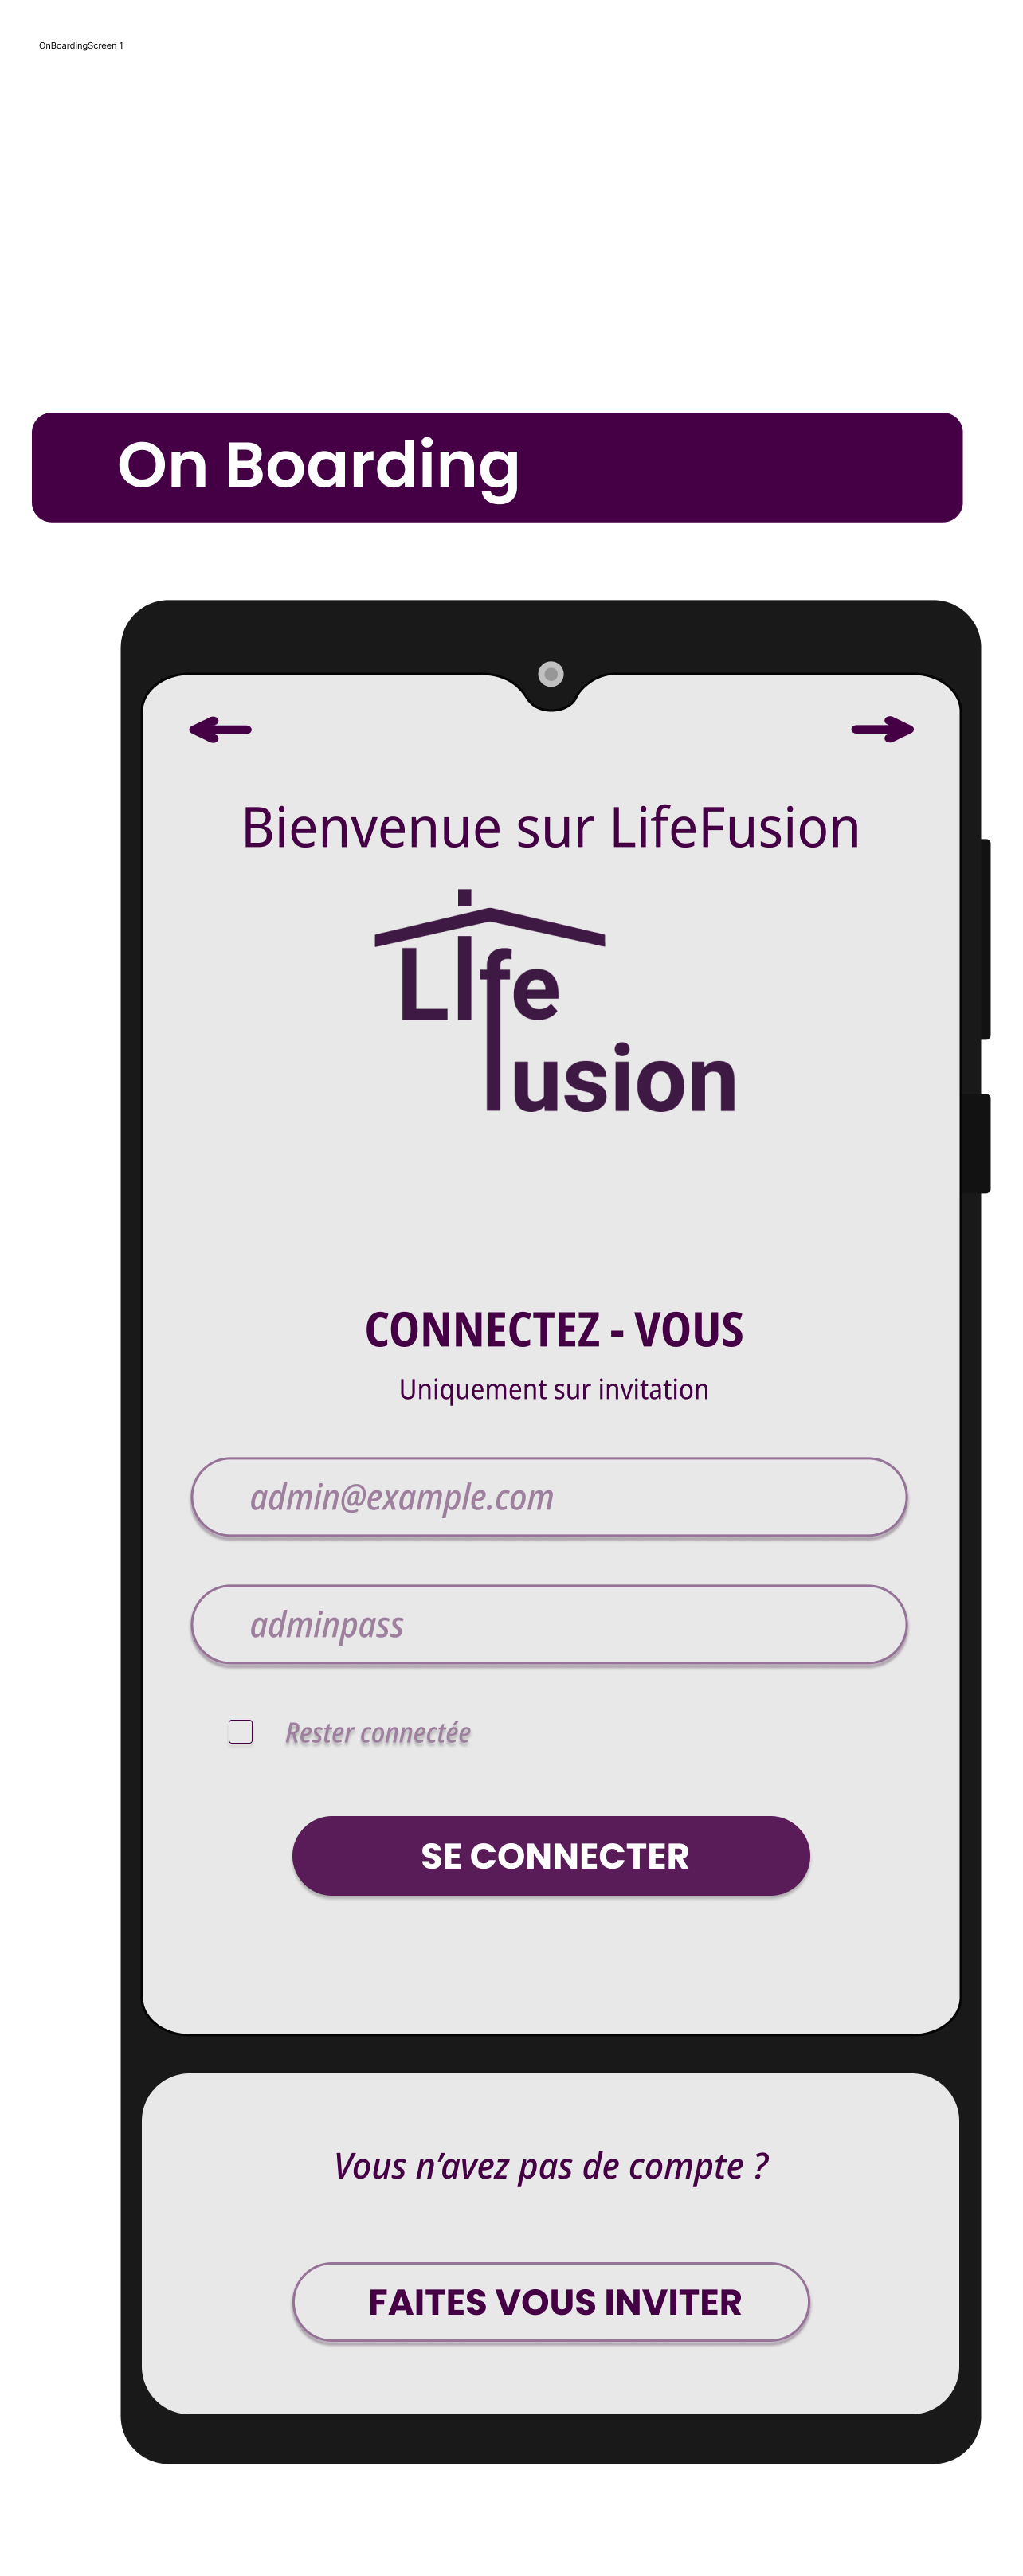 OnBoardingScreen 1
On Boarding
Bienvenue sur LifeFusion
Life
fusion
CONNECTEZ - VOUS
Uniquement sur invitation
admin@example.com
adminpass
Rester connectée
SE CONNECTER
Vous n’avez pas de compte ?
FAITES VOUS INVITER